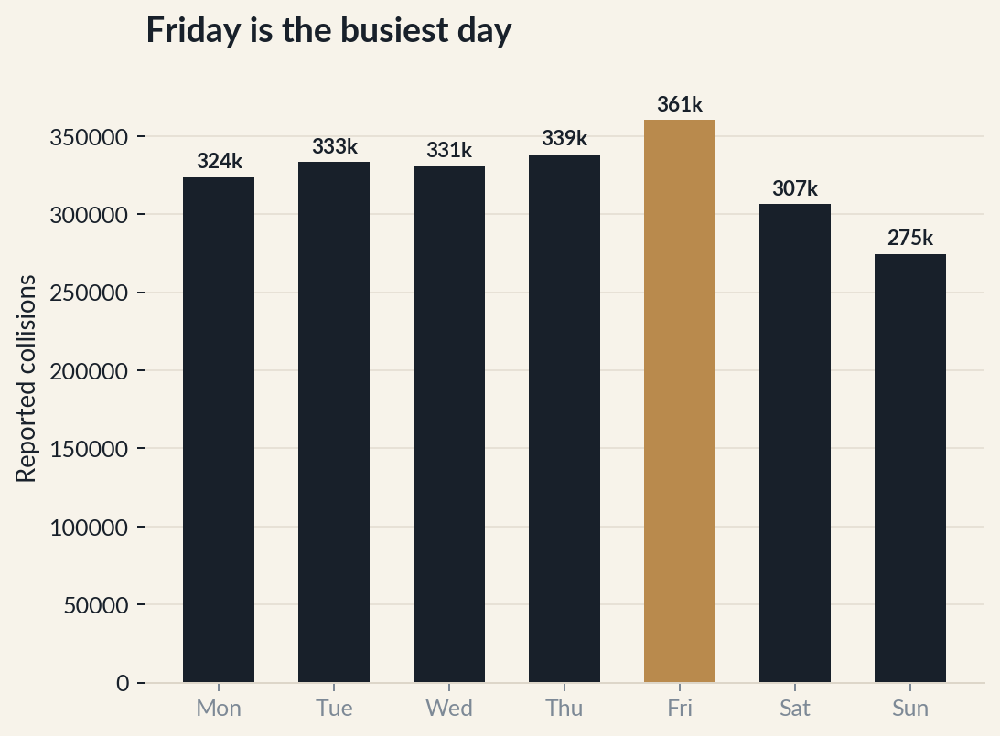 Friday is the busiest day
361k
350000
339k
333k
331k
324k
307k
300000
275k
250000
Reported collisions
200000
150000
100000
50000
0
Mon Tue Wed Thu Fri Sat Sun